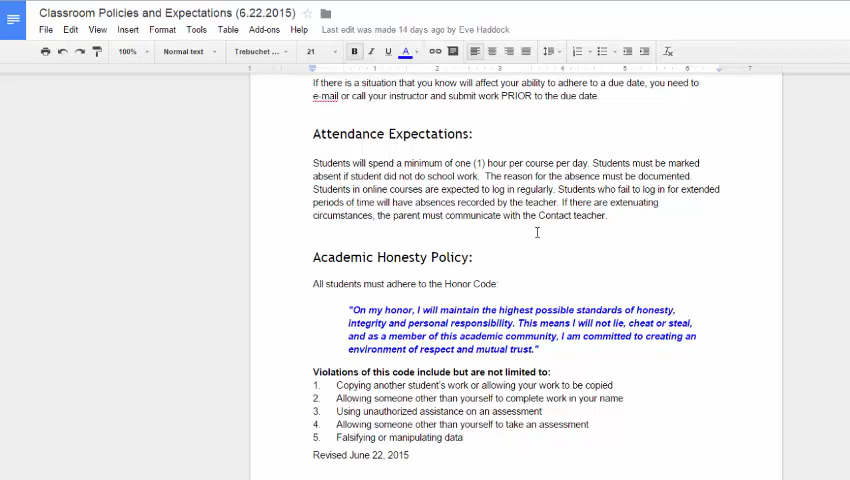 Classroom Policies and Expectations (6.22.2015)
File Edit View Insert Format Tools Table Add-ons Help Last edit was made 14 days ago by Eve Haddock
100% Normal text Trebuchet ... 21 B I U A
1 1 2 3 4 5 6 7
If there is a situation that you know will affect your ability to adhere to a due date, you need to
e-mail or call your instructor and submit work PRIOR to the due date.
Attendance Expectations:
Students will spend a minimum of one (1) hour per course per day. Students must be marked
absent if student did not do school work. The reason for the absence must be documented.
Students in online courses are expected to log in regularly. Students who fail to log in for extended
periods of time will have absences recorded by the teacher. If there are extenuating
circumstances, the parent must communicate with the Contact teacher.
Academic Honesty Policy:
All students must adhere to the Honor Code:
"On my honor, I will maintain the highest possible standards of honesty,
integrity and personal responsibility. This means I will not lie, cheat or steal,
and as a member of this academic community, I am committed to creating an
environment of respect and mutual trust."
Violations of this code include but are not limited to:
1. Copying another student's work or allowing your work to be copied
2. Allowing someone other than yourself to complete work in your name
3. Using unauthorized assistance on an assessment
4. Allowing someone other than yourself to take an assessment
5. Falsifying or manipulating data
Revised June 22, 2015